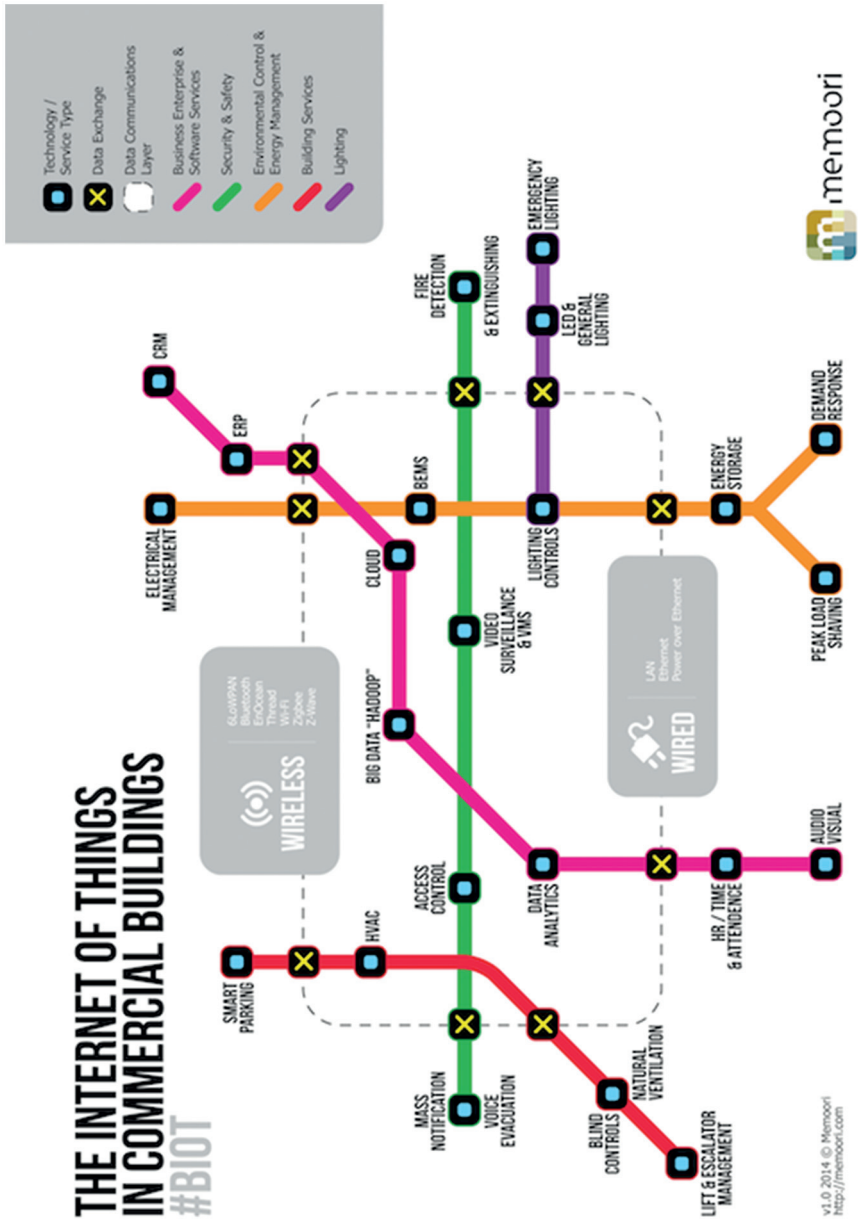 THE INTERNET OF THINGS
IN COMMERCIAL BUILDINGS
#BIOT
Technology /
Service Type
Data Exchange
Data Communications
Layer
Business Enterprise &
Software Services
Security & Safety
Environmental Control &
Energy Management
Building Services
Lighting
WIRELESS
6LoWPAN
Bluetooth
EnOcean
Thread
Wi-Fi
Zigbee
Z-Wave
ELECTRICAL
MANAGEMENT
CRM
ERP
SMART
PARKING
HVAC
BIG DATA "HADOOP"
CLOUD
BEMS
MASS
NOTIFICATION
VOICE
EVACUATION
ACCESS
CONTROL
VIDEO
SURVEILLANCE
& VMS
FIRE
DETECTION
& EXTINGUISHING
DATA
ANALYTICS
LIGHTING
CONTROLS
LED &
GENERAL
LIGHTING
EMERGENCY
LIGHTING
BLIND
CONTROLS
NATURAL
VENTILATION
WIRED
LAN
Ethernet
Power over Ethernet
LIFT & ESCALATOR
MANAGEMENT
HR / TIME
& ATTENDENCE
ENERGY
STORAGE
AUDIO
VISUAL
PEAK LOAD
SHAVING
DEMAND
RESPONSE
v1.0 2014 © Memoori
http://memoori.com
m memoori